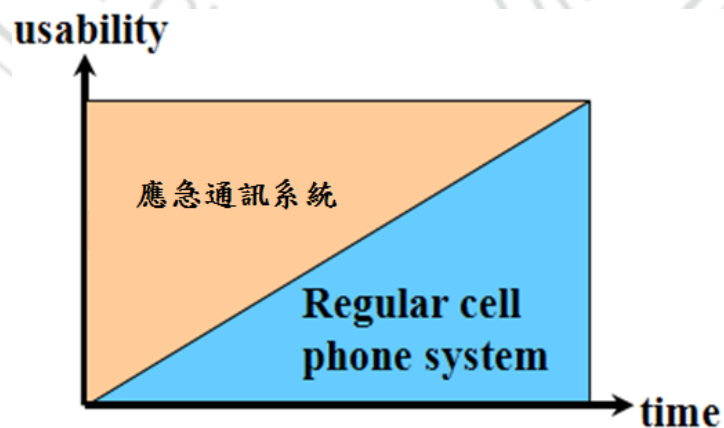 usability
應急通訊系統
Regular cell
phone system
time